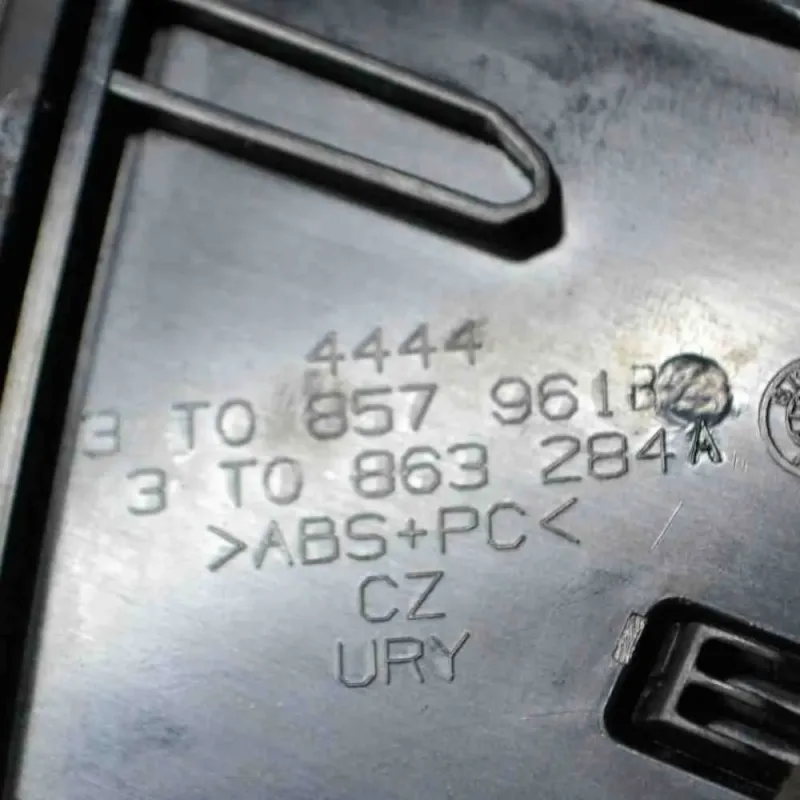 4444
3 T0 857 961B
3 T0 863 284A
>ABS+PC<
CZ
URY